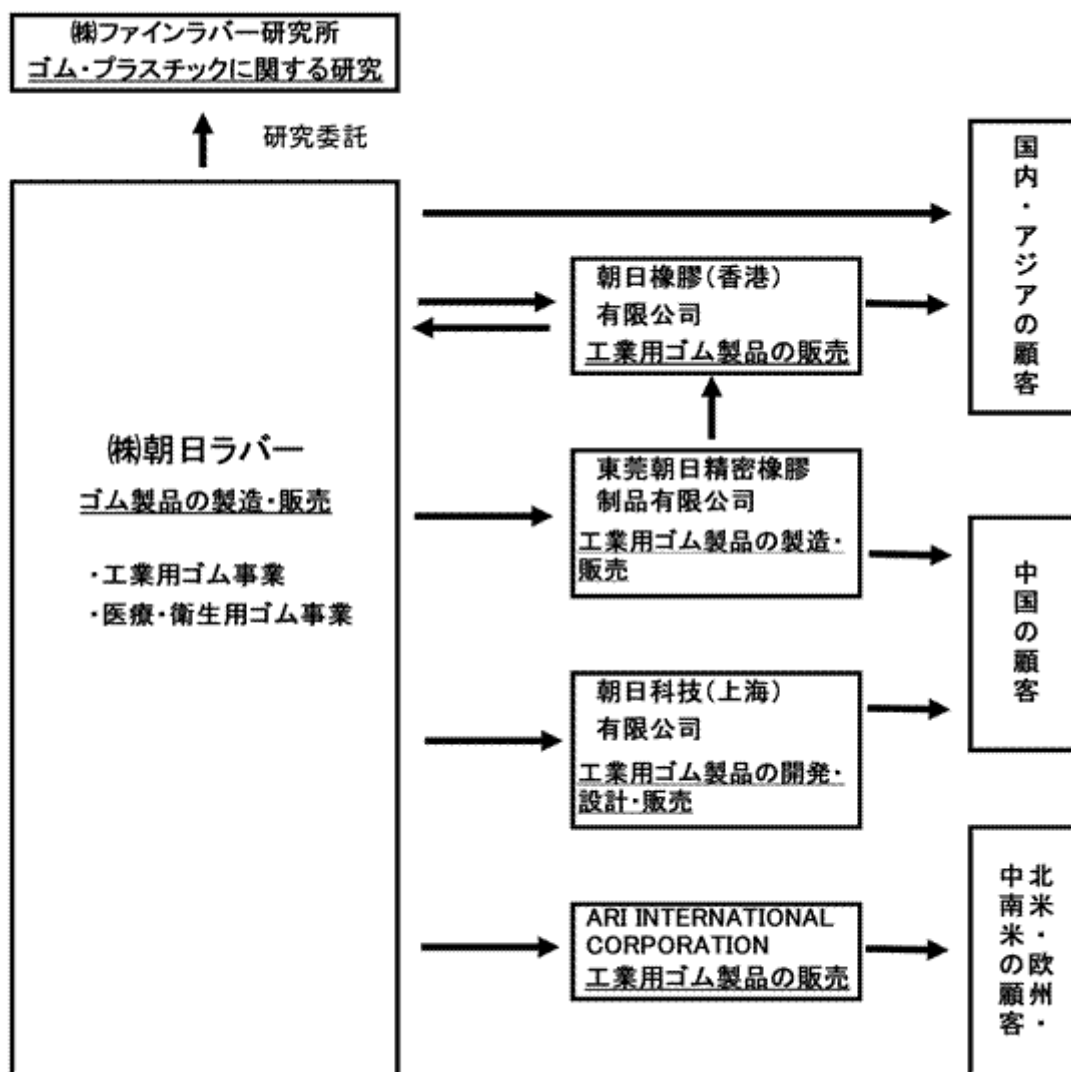 ㈱ファインラバー研究所
ゴム・プラスチックに関する研究
研究委託
㈱朝日ラバー
ゴム製品の製造・販売
・工業用ゴム事業
・医療・衛生用ゴム事業
朝日橡膠（香港）
有限公司
工業用ゴム製品の販売
東莞朝日精密橡膠
制品有限公司
工業用ゴム製品の製造・
販売
朝日科技（上海）
有限公司
工業用ゴム製品の開発・
設計・販売
ARI INTERNATIONAL
CORPORATION
工業用ゴム製品の販売
国内・アジアの顧客
中国の顧客
北米・欧州・
中南米の顧客